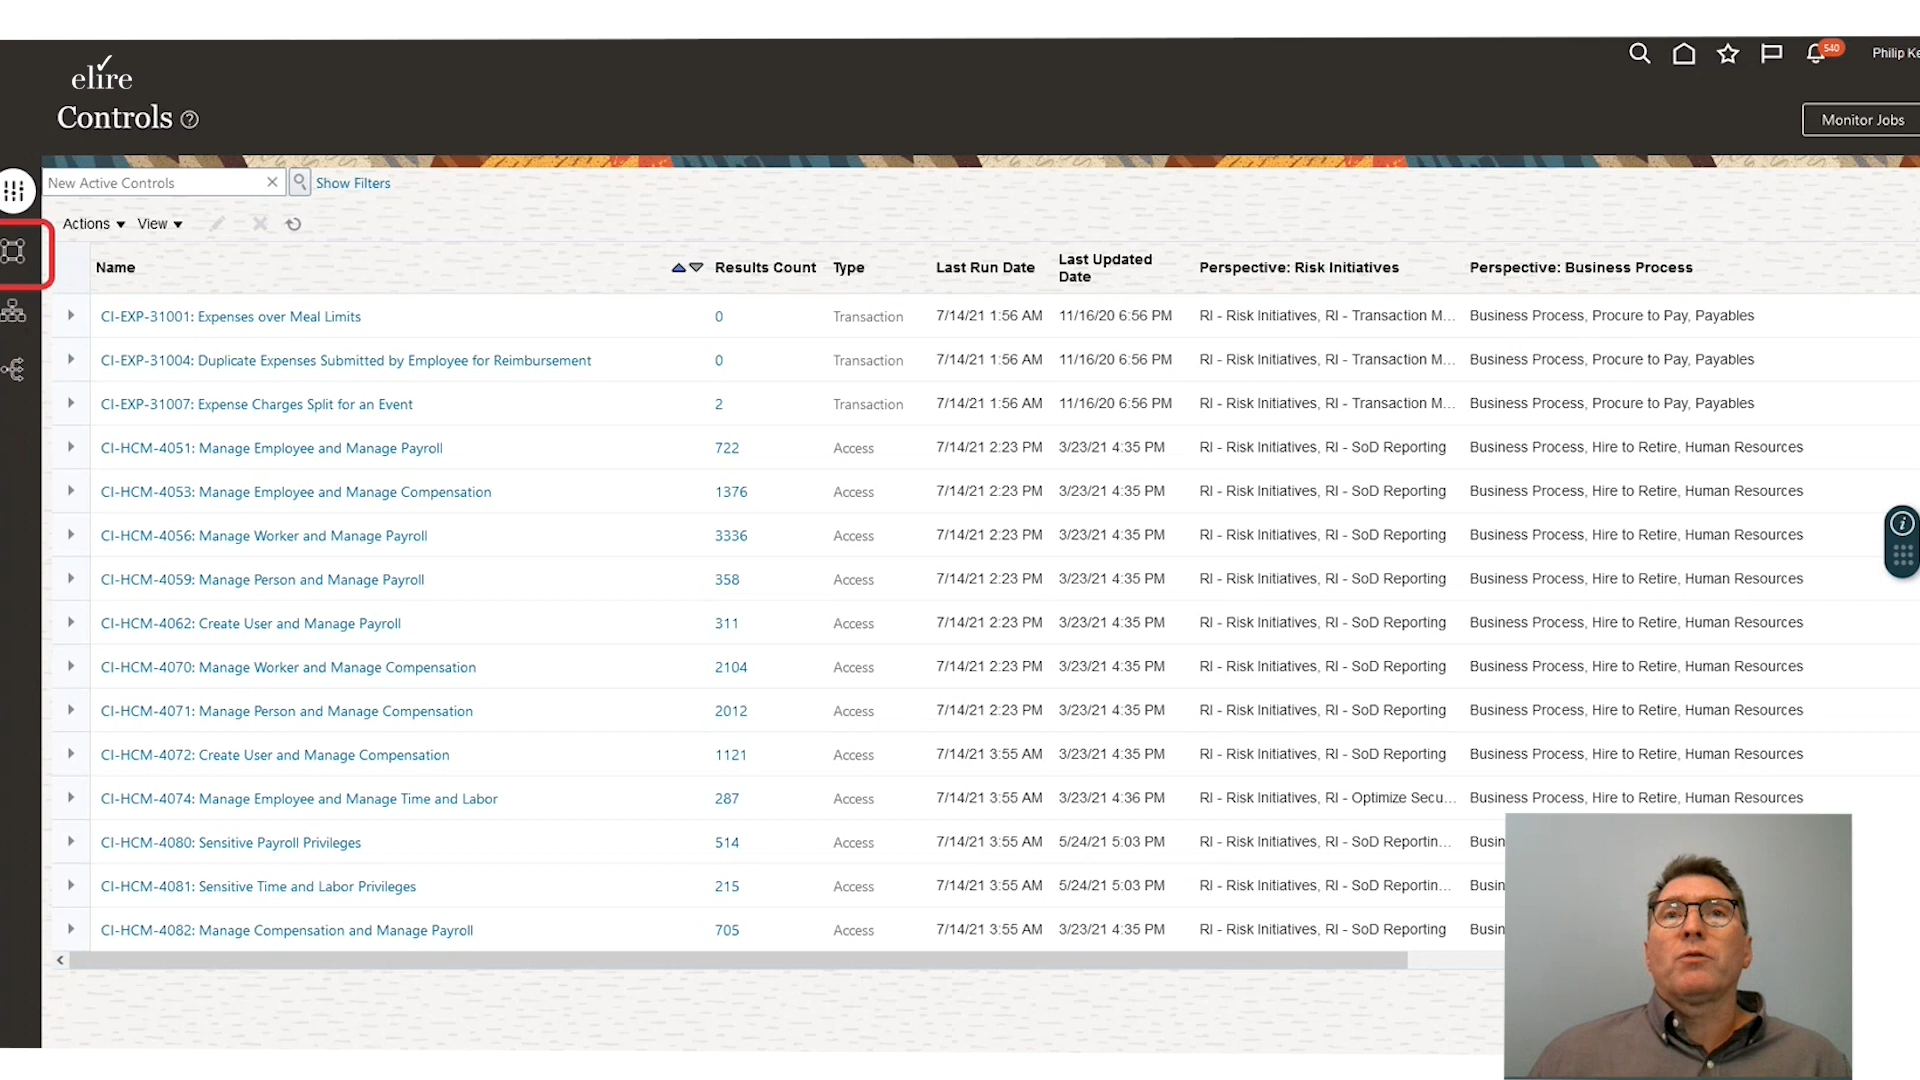 elire
540
Philip Ke
Controls
Monitor Jobs
New Active Controls
Show Filters
Actions View
Name Results Count Type Last Run Date Last Updated Date Perspective: Risk Initiatives Perspective: Business Process
CI-EXP-31001: Expenses over Meal Limits 0 Transaction 7/14/21 1:56 AM 11/16/20 6:56 PM RI - Risk Initiatives, RI - Transaction M... Business Process, Procure to Pay, Payables
CI-EXP-31004: Duplicate Expenses Submitted by Employee for Reimbursement 0 Transaction 7/14/21 1:56 AM 11/16/20 6:56 PM RI - Risk Initiatives, RI - Transaction M... Business Process, Procure to Pay, Payables
CI-EXP-31007: Expense Charges Split for an Event 2 Transaction 7/14/21 1:56 AM 11/16/20 6:56 PM RI - Risk Initiatives, RI - Transaction M... Business Process, Procure to Pay, Payables
CI-HCM-4051: Manage Employee and Manage Payroll 722 Access 7/14/21 2:23 PM 3/23/21 4:35 PM RI - Risk Initiatives, RI - SoD Reporting Business Process, Hire to Retire, Human Resources
CI-HCM-4053: Manage Employee and Manage Compensation 1376 Access 7/14/21 2:23 PM 3/23/21 4:35 PM RI - Risk Initiatives, RI - SoD Reporting Business Process, Hire to Retire, Human Resources
CI-HCM-4056: Manage Worker and Manage Payroll 3336 Access 7/14/21 2:23 PM 3/23/21 4:35 PM RI - Risk Initiatives, RI - SoD Reporting Business Process, Hire to Retire, Human Resources
CI-HCM-4059: Manage Person and Manage Payroll 358 Access 7/14/21 2:23 PM 3/23/21 4:35 PM RI - Risk Initiatives, RI - SoD Reporting Business Process, Hire to Retire, Human Resources
CI-HCM-4062: Create User and Manage Payroll 311 Access 7/14/21 2:23 PM 3/23/21 4:35 PM RI - Risk Initiatives, RI - SoD Reporting Business Process, Hire to Retire, Human Resources
CI-HCM-4070: Manage Worker and Manage Compensation 2104 Access 7/14/21 2:23 PM 3/23/21 4:35 PM RI - Risk Initiatives, RI - SoD Reporting Business Process, Hire to Retire, Human Resources
CI-HCM-4071: Manage Person and Manage Compensation 2012 Access 7/14/21 2:23 PM 3/23/21 4:35 PM RI - Risk Initiatives, RI - SoD Reporting Business Process, Hire to Retire, Human Resources
CI-HCM-4072: Create User and Manage Compensation 1121 Access 7/14/21 3:55 AM 3/23/21 4:35 PM RI - Risk Initiatives, RI - SoD Reporting Business Process, Hire to Retire, Human Resources
CI-HCM-4074: Manage Employee and Manage Time and Labor 287 Access 7/14/21 3:55 AM 3/23/21 4:36 PM RI - Risk Initiatives, RI - Optimize Secu... Business Process, Hire to Retire, Human Resources
CI-HCM-4080: Sensitive Payroll Privileges 514 Access 7/14/21 3:55 AM 5/24/21 5:03 PM RI - Risk Initiatives, RI - SoD Reportin... Busin
CI-HCM-4081: Sensitive Time and Labor Privileges 215 Access 7/14/21 3:55 AM 5/24/21 5:03 PM RI - Risk Initiatives, RI - SoD Reportin... Busin
CI-HCM-4082: Manage Compensation and Manage Payroll 705 Access 7/14/21 3:55 AM 3/23/21 4:35 PM RI - Risk Initiatives, RI - SoD Reporting Busin